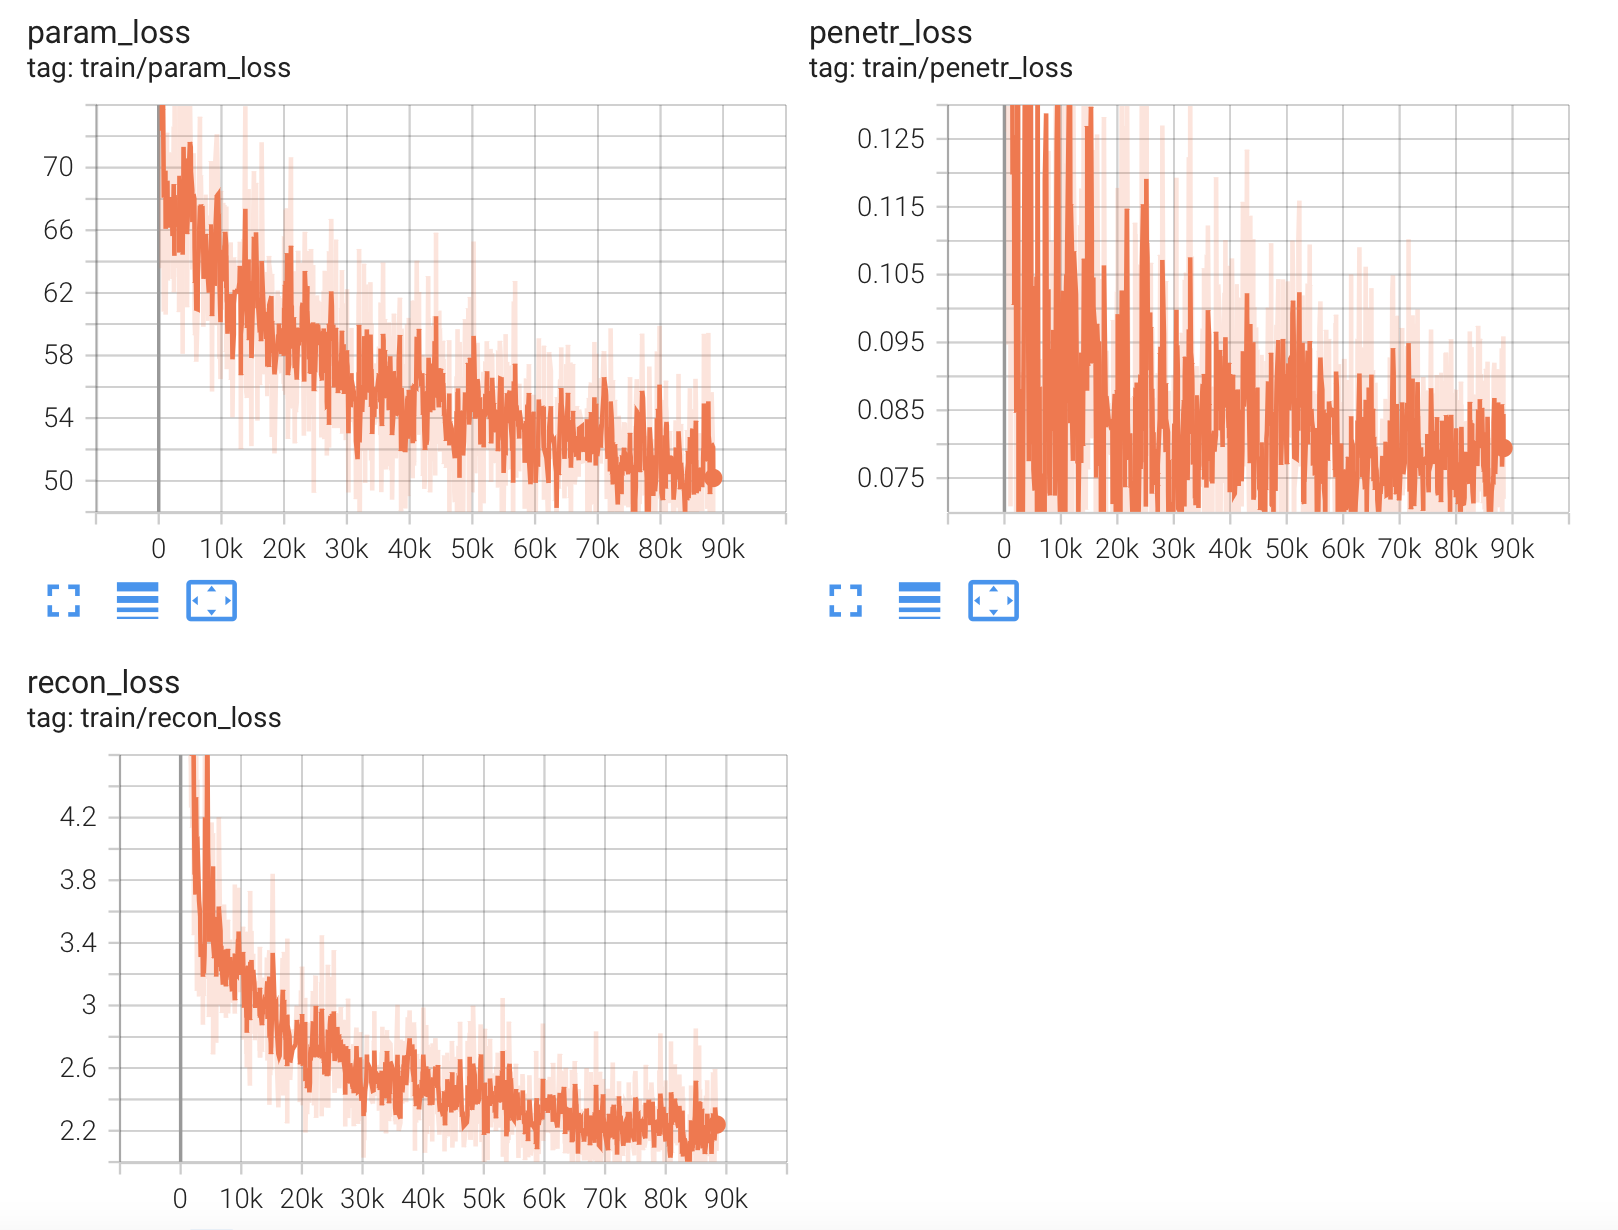 param_loss
tag: train/param_loss
70
66
62
58
54
50
0 10k 20k 30k 40k 50k 60k 70k 80k 90k
penetr_loss
tag: train/penetr_loss
0.125
0.115
0.105
0.095
0.085
0.075
0 10k 20k 30k 40k 50k 60k 70k 80k 90k
recon_loss
tag: train/recon_loss
4.2
3.8
3.4
3
2.6
2.2
0 10k 20k 30k 40k 50k 60k 70k 80k 90k